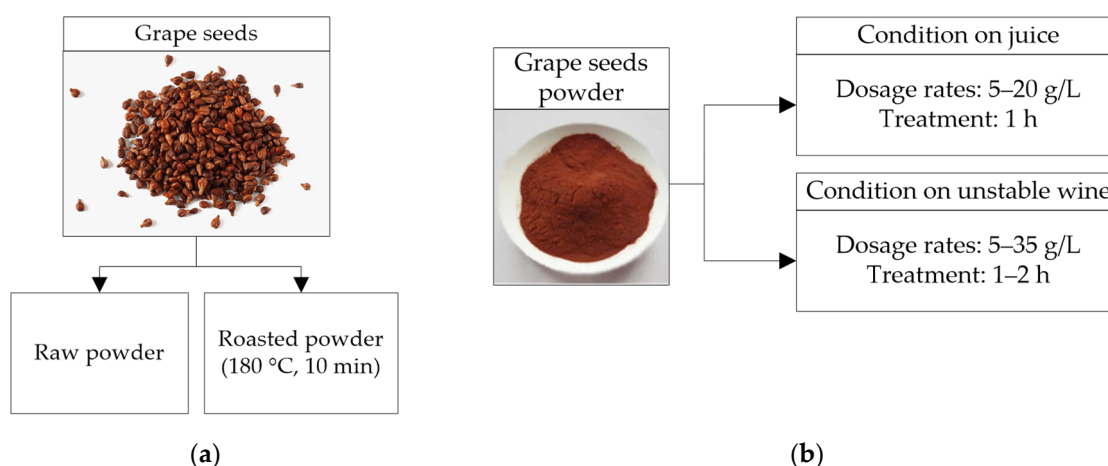 Grape seeds
Raw powder
Roasted powder
(180 °C, 10 min)
(a)
Grape seeds
powder
Condition on juice
Dosage rates: 5–20 g/L
Treatment: 1 h
Condition on unstable wine
Dosage rates: 5–35 g/L
Treatment: 1–2 h
(b)